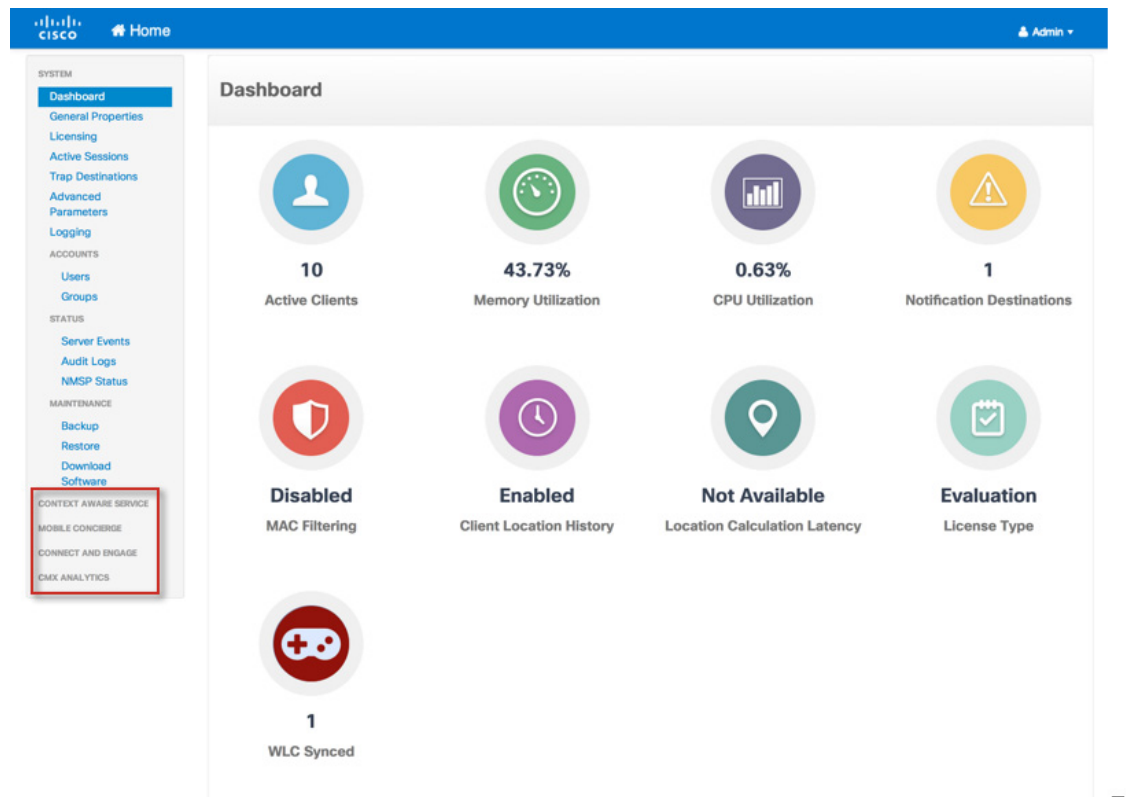 CISCO
Home
Admin
SYSTEM
Dashboard
General Properties
Licensing
Active Sessions
Trap Destinations
Advanced
Parameters
Logging
ACCOUNTS
Users
Groups
STATUS
Server Events
Audit Logs
NMSP Status
MAINTENANCE
Backup
Restore
Download
Software
CONTEXT AWARE SERVICE
MOBILE CONCIERGE
CONNECT AND ENGAGE
CMX ANALYTICS
Dashboard
10
Active Clients
43.73%
Memory Utilization
0.63%
CPU Utilization
1
Notification Destinations
Disabled
MAC Filtering
Enabled
Client Location History
Not Available
Location Calculation Latency
Evaluation
License Type
1
WLC Synced